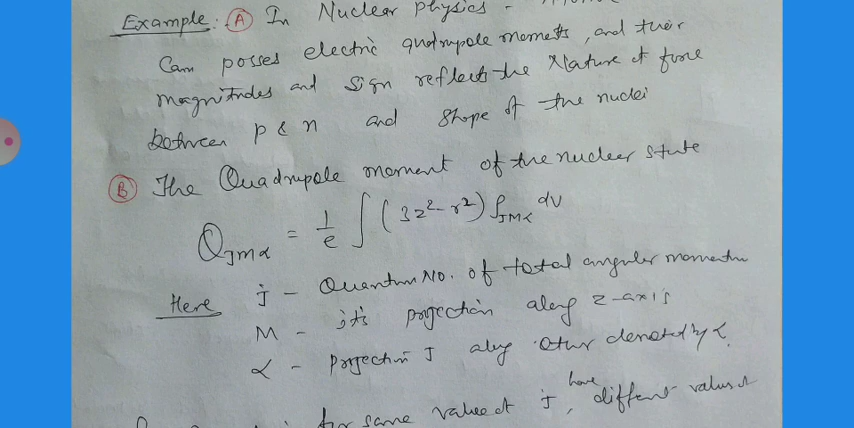 Example: (A) In Nuclear Physics -
Can posses electric quadrupole moments, and their
magnitudes and sign reflects the Nature of force
between p & n and shape of the nuclei
(B) The Quadrupole moment of the nuclear state
Q_JMα = 1/e ∫ (3z² - r²) ρ_JMα dV
Here j - Quantum No. of total angular momentum
M - it's projection along z-axis
α - Projection J along other denoted by α.
for same value of J, have different values of